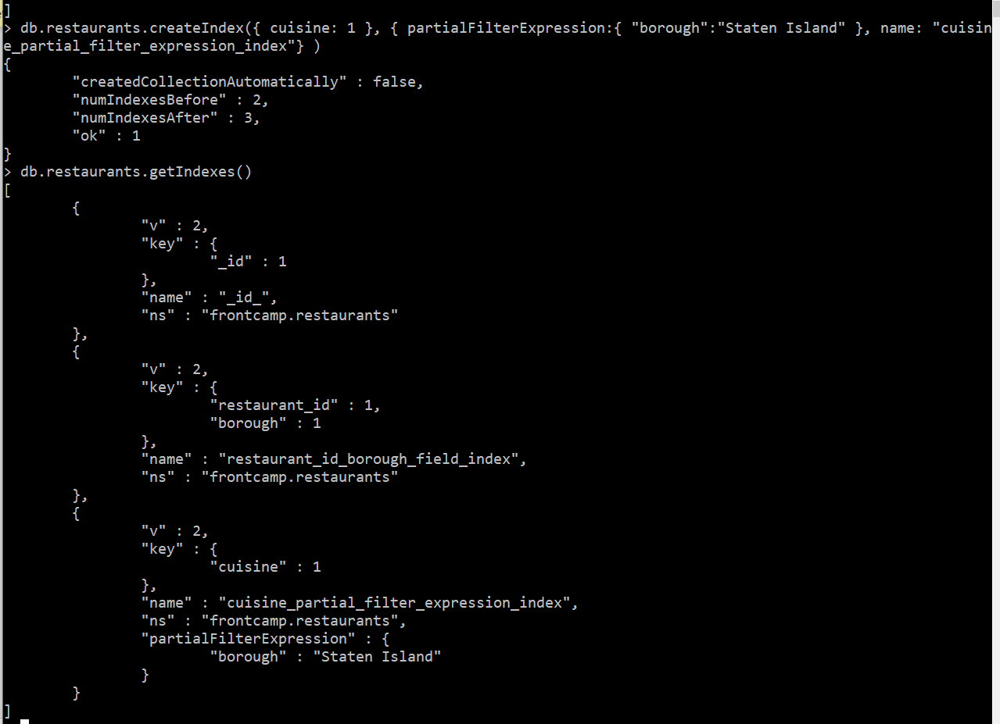 ]
> db.restaurants.createIndex({ cuisine: 1 }, { partialFilterExpression:{ "borough":"Staten Island" }, name: "cuisin
e_partial_filter_expression_index"} )
{
        "createdCollectionAutomatically" : false,
        "numIndexesBefore" : 2,
        "numIndexesAfter" : 3,
        "ok" : 1
}
> db.restaurants.getIndexes()
[
        {
                "v" : 2,
                "key" : {
                        "_id" : 1
                },
                "name" : "_id_",
                "ns" : "frontcamp.restaurants"
        },
        {
                "v" : 2,
                "key" : {
                        "restaurant_id" : 1,
                        "borough" : 1
                },
                "name" : "restaurant_id_borough_field_index",
                "ns" : "frontcamp.restaurants"
        },
        {
                "v" : 2,
                "key" : {
                        "cuisine" : 1
                },
                "name" : "cuisine_partial_filter_expression_index",
                "ns" : "frontcamp.restaurants",
                "partialFilterExpression" : {
                        "borough" : "Staten Island"
                }
        }
]